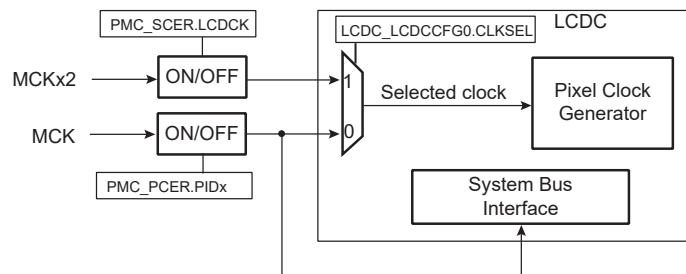 PMC_SCER.LCDCK
LCDC_LCDCCFG0.CLKSEL
LCDC
MCKx2
ON/OFF
1
Selected clock
Pixel Clock
Generator
MCK
ON/OFF
0
PMC_PCER.PIDx
System Bus
Interface